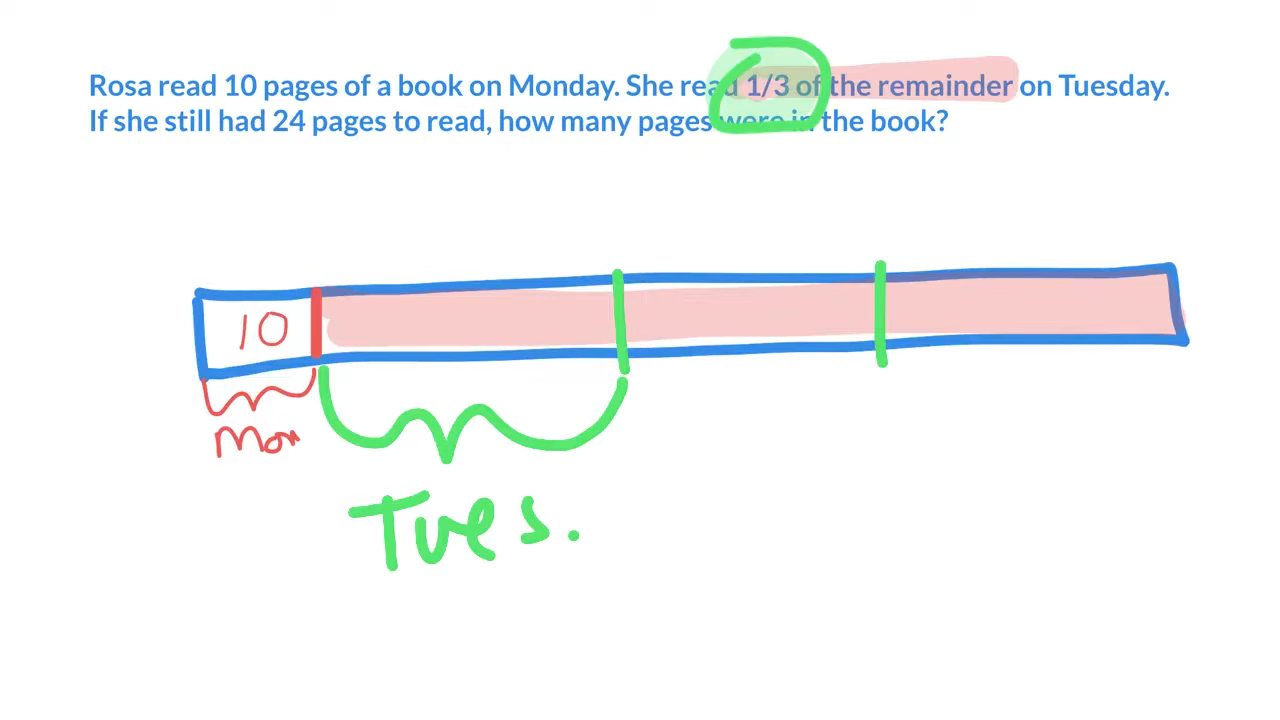 Rosa read 10 pages of a book on Monday. She read 1/3 of the remainder on Tuesday.
If she still had 24 pages to read, how many pages were in the book?
10
Mon
Tues.